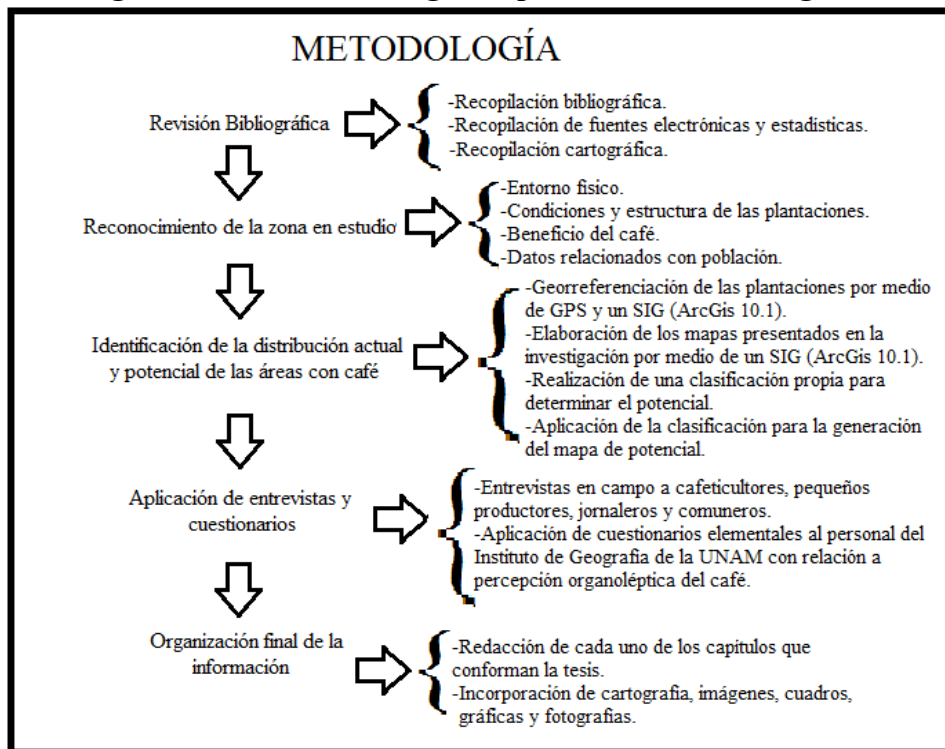 METODOLOGÍA
Revisión Bibliográfica
-Recopilación bibliográfica.
-Recopilación de fuentes electrónicas y estadísticas.
-Recopilación cartográfica.
Reconocimiento de la zona en estudio
-Entorno físico.
-Condiciones y estructura de las plantaciones.
-Beneficio del café.
-Datos relacionados con población.
Identificación de la distribución actual
y potencial de las áreas con café
-Georreferenciación de las plantaciones por medio
de GPS y un SIG (ArcGis 10.1).
-Elaboración de los mapas presentados en la
investigación por medio de un SIG (ArcGis 10.1).
-Realización de una clasificación propia para
determinar el potencial.
-Aplicación de la clasificación para la generación
del mapa de potencial.
Aplicación de entrevistas y
cuestionarios
-Entrevistas en campo a cafeticultores, pequeños
productores, jornaleros y comuneros.
-Aplicación de cuestionarios elementales al personal del
Instituto de Geografía de la UNAM con relación a
percepción organoléptica del café.
Organización final de la
información
-Redacción de cada uno de los capítulos que
conforman la tesis.
-Incorporación de cartografía, imágenes, cuadros,
gráficas y fotografías.